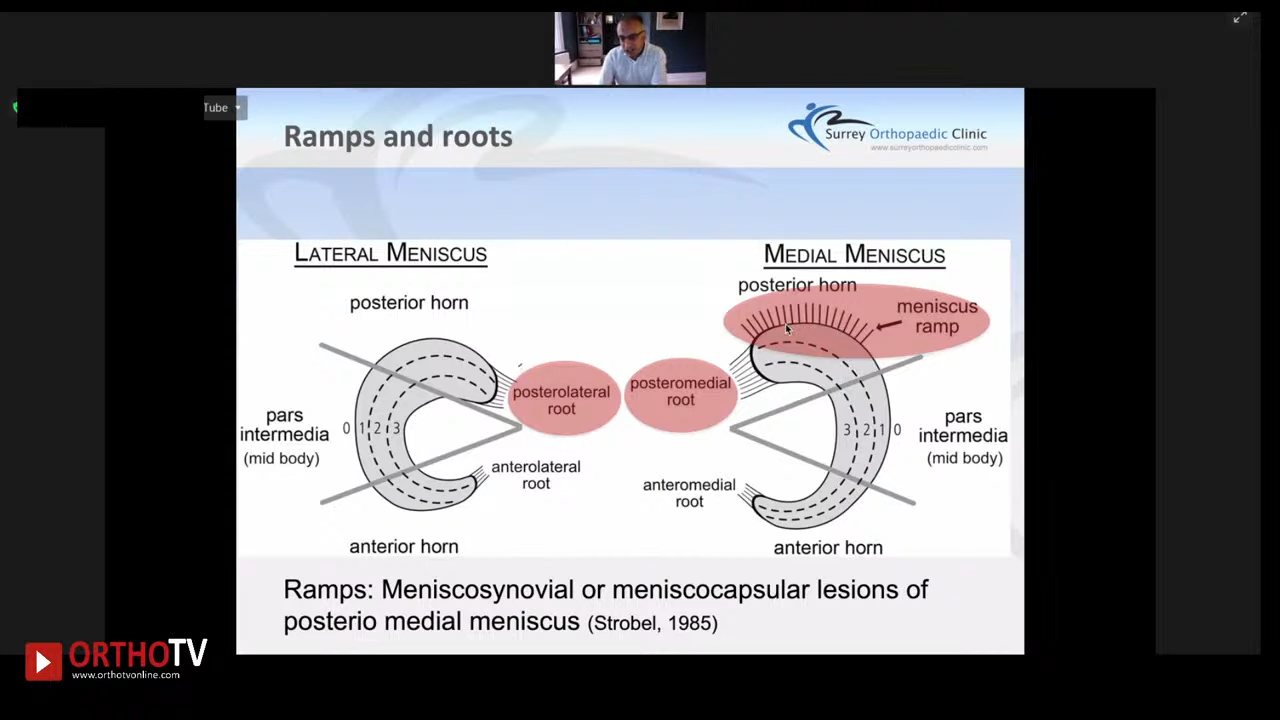 Tube
Ramps and roots
Surrey Orthopaedic Clinic
www.surreyorthopaedicclinic.com
LATERAL MENISCUS
posterior horn
posterolateral
root
pars
intermedia
(mid body)
0 1 2 3
anterolateral
root
anterior horn
MEDIAL MENISCUS
posterior horn
meniscus
ramp
posteromedial
root
3 2 1 0
pars
intermedia
(mid body)
anteromedial
root
anterior horn
Ramps: Meniscosynovial or meniscocapsular lesions of
posterio medial meniscus (Strobel, 1985)
ORTHOTV
www.orthotvonline.com